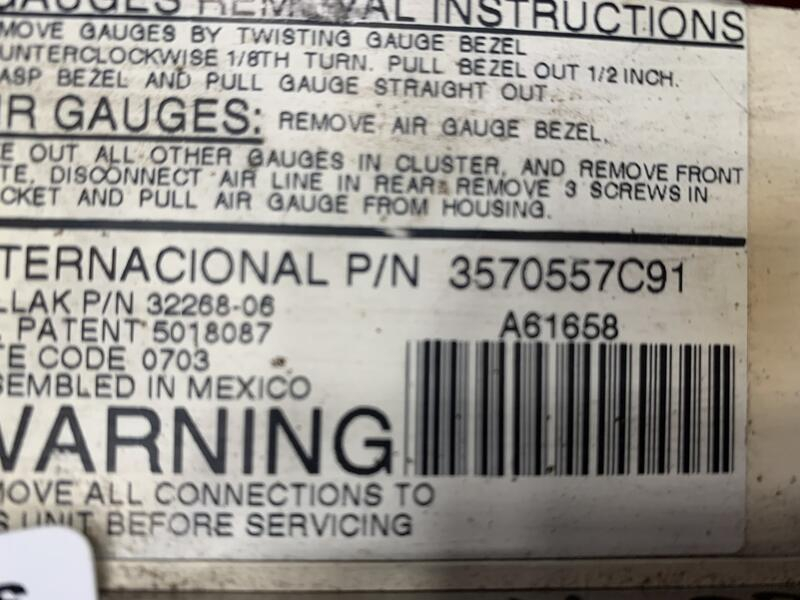 GAUGES REMOVAL INSTRUCTIONS
MOVE GAUGES BY TWISTING GAUGE BEZEL
UNTERCLOCKWISE 1/8TH TURN. PULL BEZEL OUT 1/2 INCH.
ASP BEZEL AND PULL GAUGE STRAIGHT OUT.
IR GAUGES: REMOVE AIR GAUGE BEZEL,
E OUT ALL OTHER GAUGES IN CLUSTER, AND REMOVE FRONT
TE, DISCONNECT AIR LINE IN REAR: REMOVE 3 SCREWS IN
CKET AND PULL AIR GAUGE FROM HOUSING.
TERNACIONAL P/N 3570557C91
LLAK P/N 32268-06
A61658
. PATENT 5018087
TE CODE 0703
SEMBLED IN MEXICO
WARNING
MOVE ALL CONNECTIONS TO
S UNIT BEFORE SERVICING